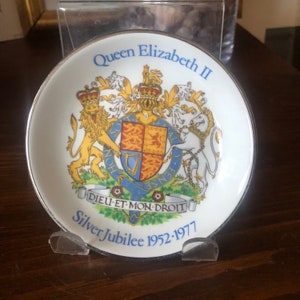 Queen Elizabeth II
DIEU·ET·MON·DROIT
Silver Jubilee 1952·1977